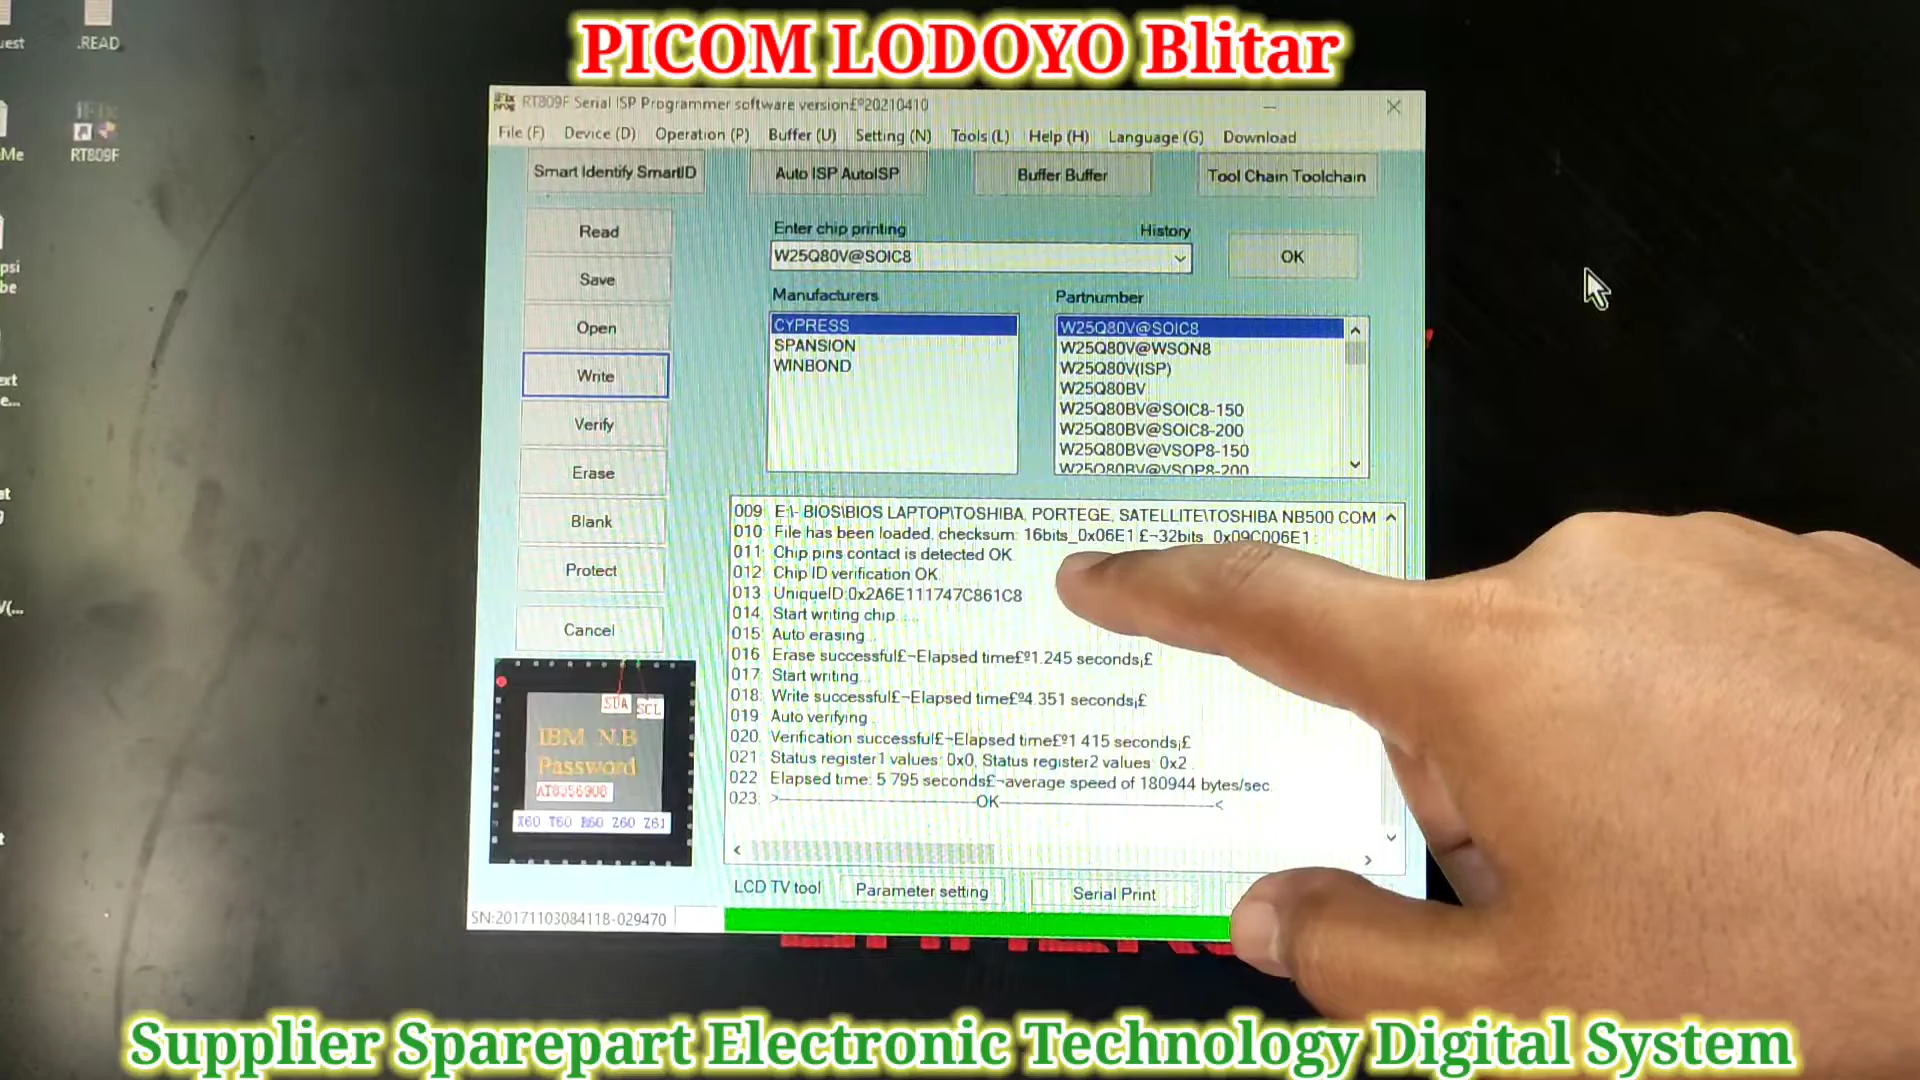 PICOM LODOYO Blitar
.READ
RT809F
RT809F Serial ISP Programmer software version£º20210410
File (F) Device (D) Operation (P) Buffer (U) Setting (N) Tools (L) Help (H) Language (G) Download
Smart Identify SmartID Auto ISP AutoISP Buffer Buffer Tool Chain Toolchain
Read
Save
Open
Write
Verify
Erase
Blank
Protect
Cancel
Enter chip printing History
W25Q80V@SOIC8 OK
Manufacturers
CYPRESS
SPANSION
WINBOND
Partnumber
W25Q80V@SOIC8
W25Q80V@WSON8
W25Q80V(ISP)
W25Q80BV
W25Q80BV@SOIC8-150
W25Q80BV@SOIC8-200
W25Q80BV@VSOP8-150
W25Q80BV@VSOP8-200
009: E:\- BIOS\BIOS LAPTOP\TOSHIBA, PORTEGE, SATELLITE\TOSHIBA NB500 COM
010: File has been loaded, checksum: 16bits_0x06E1 £¬32bits_0x09C006E1 :
011: Chip pins contact is detected OK
012: Chip ID verification OK.
013: UniqueID:0x2A6E111747C861C8
014: Start writing chip......
015: Auto erasing...
016: Erase successful£¬Elapsed time£º1.245 seconds¡£
017: Start writing...
018: Write successful£¬Elapsed time£º4.351 seconds¡£
019: Auto verifying...
020: Verification successful£¬Elapsed time£º1.415 seconds¡£
021: Status register1 values: 0x0, Status register2 values: 0x2 .
022: Elapsed time: 5.795 seconds£¬average speed of 180944 bytes/sec.
023: >--------------------OK--------------------<
SDA SCL
IBM N.B
Password
X60 T60 R60 Z60 Z61
LCD TV tool Parameter setting Serial Print
SN:20171103084118-029470
Supplier Sparepart Electronic Technology Digital System